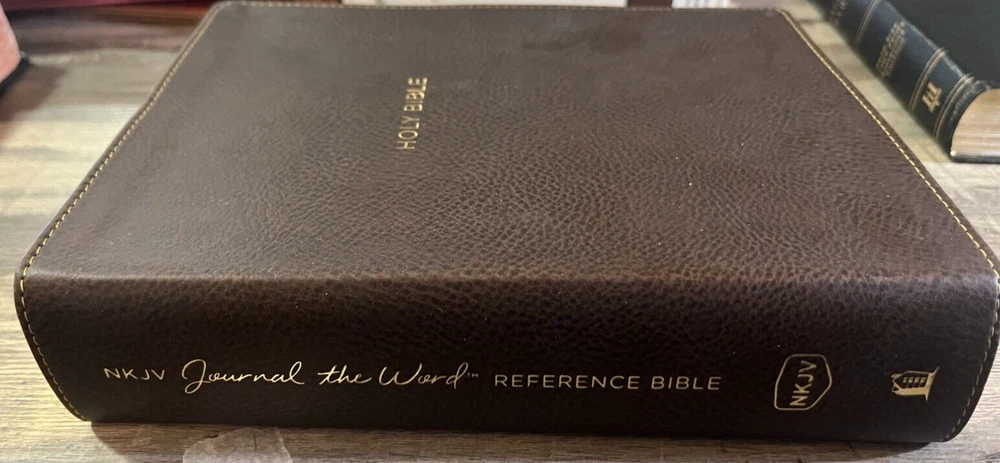 HOLY BIBLE
NKJV Journal the Word™ REFERENCE BIBLE
NKJV